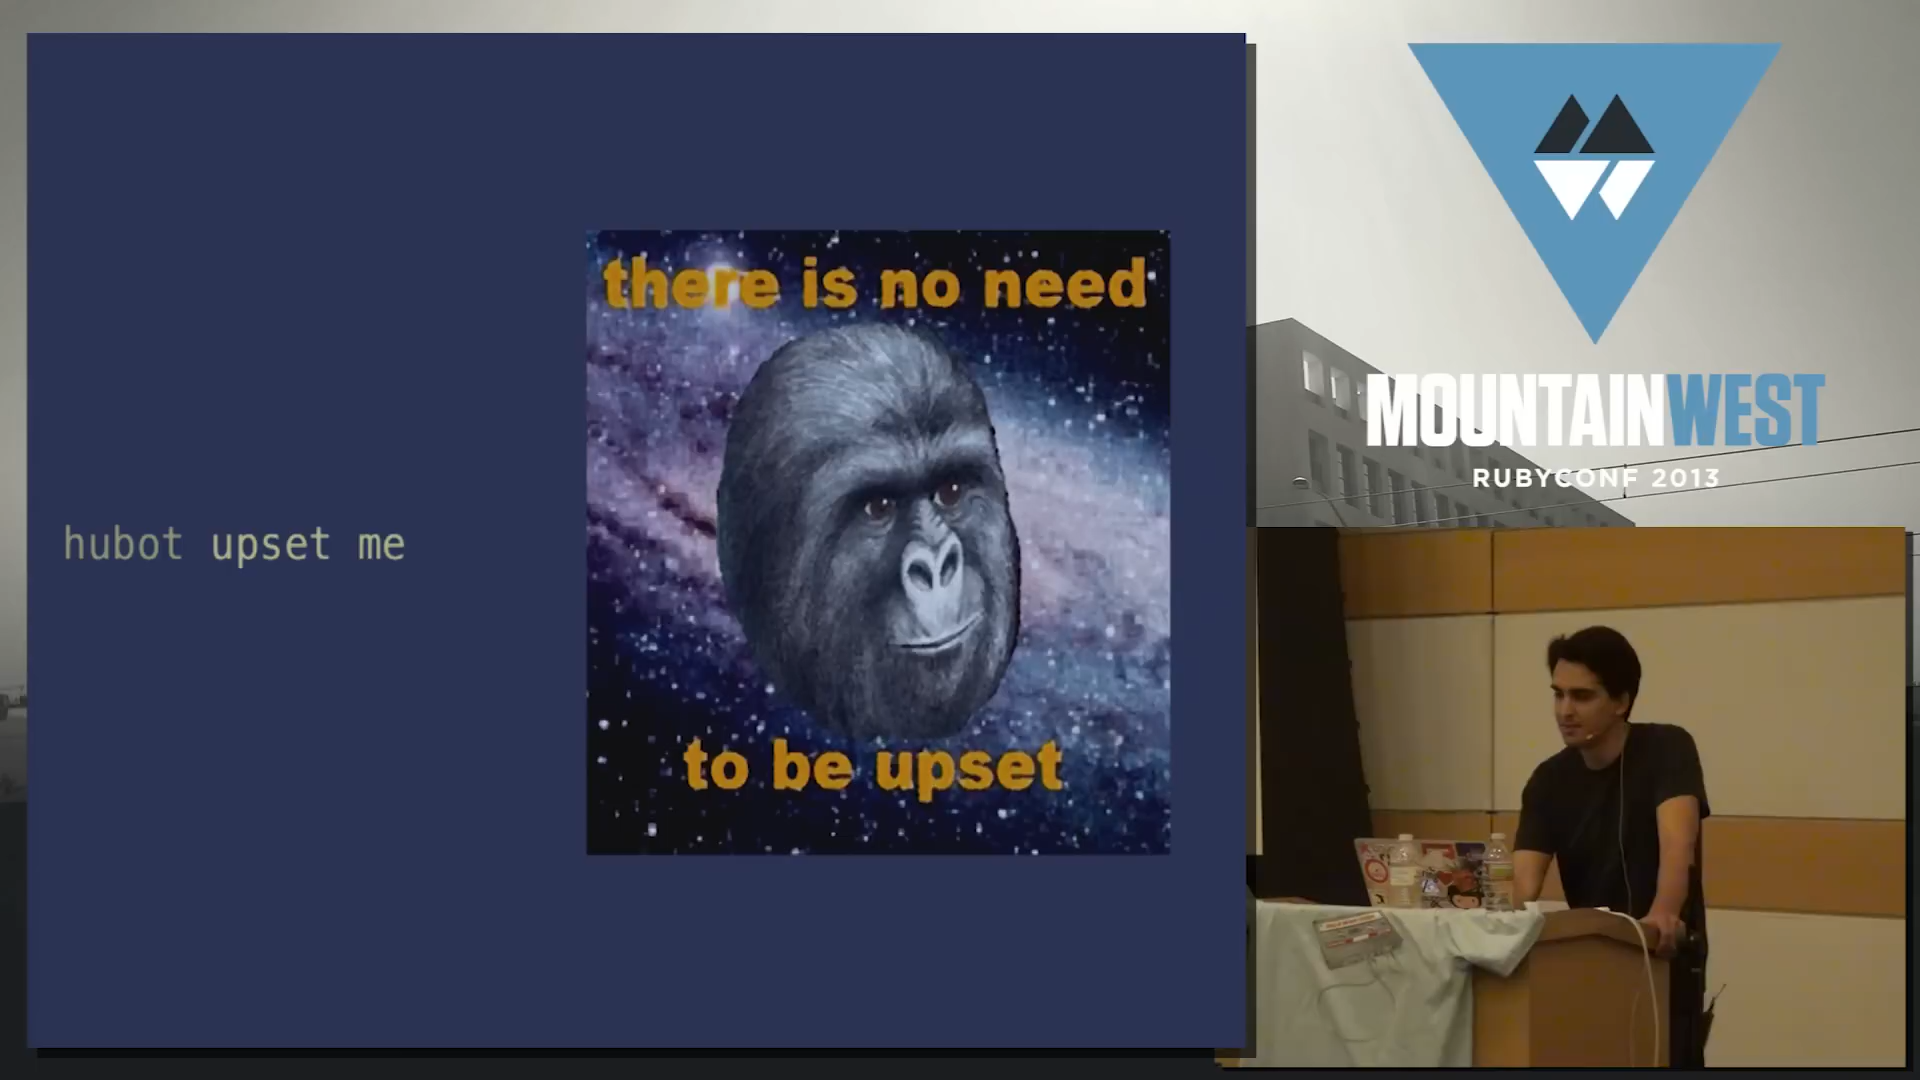 hubot upset me
there is no need
to be upset
MOUNTAINWEST
RUBYCONF 2013